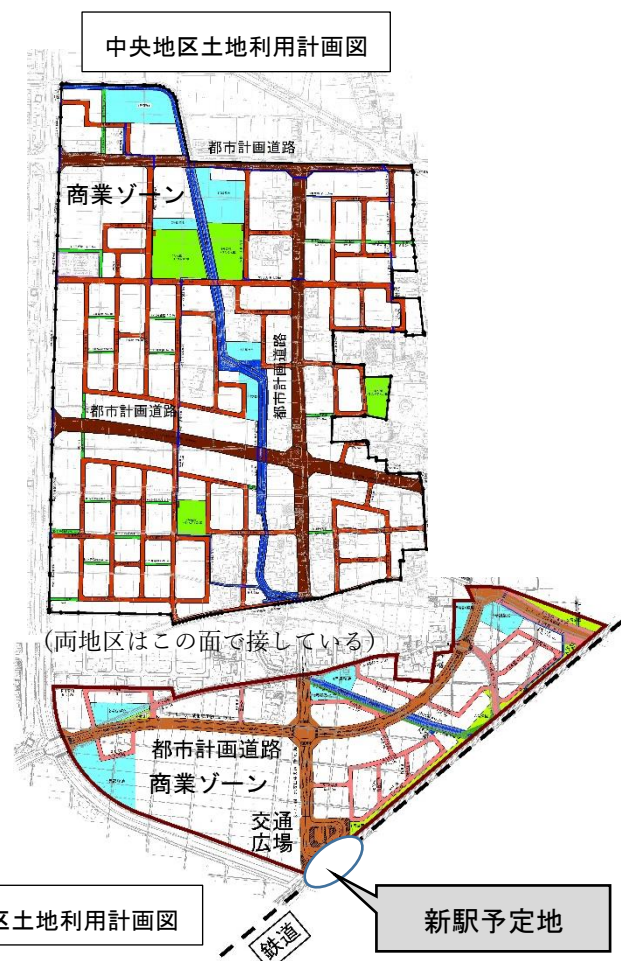 中央地区土地利用計画図
都市計画道路
商業ゾーン
都市計画道路
都市計画道路
(両地区はこの面で接している)
都市計画道路
商業ゾーン
交通
広場
区土地利用計画図
新駅予定地
鉄道